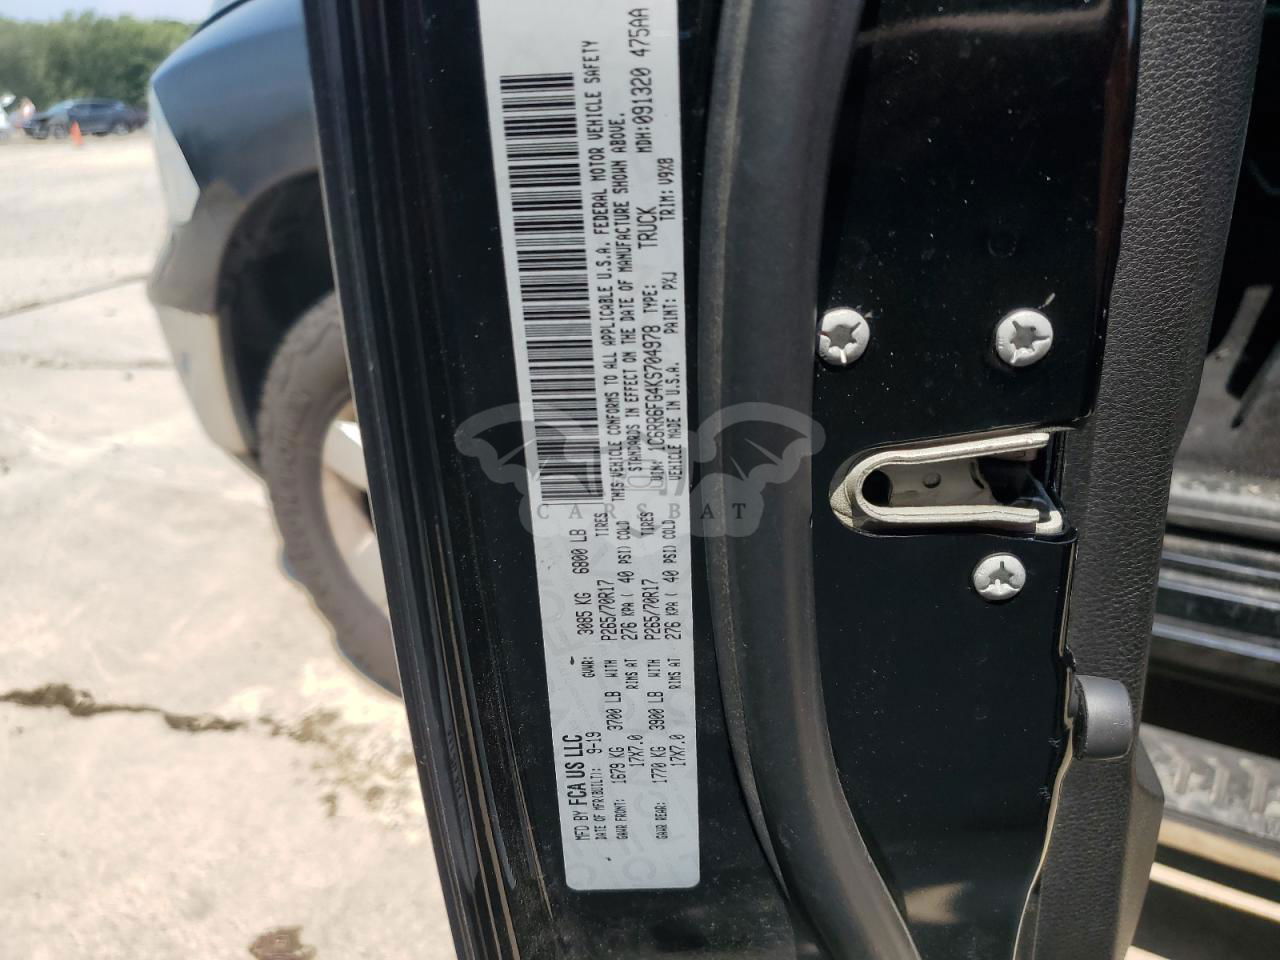 MFD BY FCA US LLC
DATE OF MFR(BUILT): 9-19 GVWR: 3085 KG 6800 LB
GAWR FRONT: 1679 KG 3700 LB WITH P265/70R17 TIRES
17X7.0 RIMS AT 276 KPA ( 40 PSI) COLD
GAWR REAR: 1770 KG 3900 LB WITH P265/70R17 TIRES
17X7.0 RIMS AT 276 KPA ( 40 PSI) COLD
THIS VEHICLE CONFORMS TO ALL APPLICABLE U.S.A. FEDERAL MOTOR VEHICLE SAFETY
STANDARDS IN EFFECT ON THE DATE OF MANUFACTURE SHOWN ABOVE.
VIN: 1C6RR6FG4KS704978 TYPE: TRUCK MDH:091320 475AA
VEHICLE MADE IN U.S.A. PAINT: PXJ TRIM: V9X8
CARSBAT